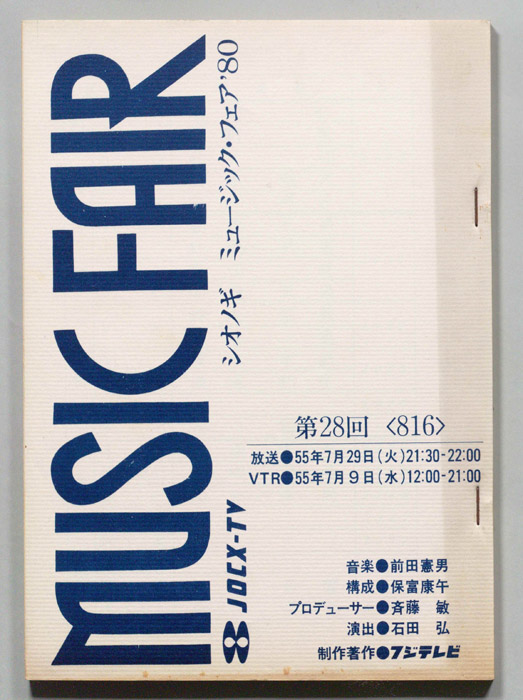 MUSIC FAIR
シオノギ ミュージック・フェア'80
8 JOCX-TV
第28回 〈816〉
放送●55年7月29日(火)21:30-22:00
VTR●55年7月9日(水)12:00-21:00
音楽●前田憲男
構成●保富康午
プロデューサー●斉藤 敏
演出●石田 弘
制作著作●フジテレビ